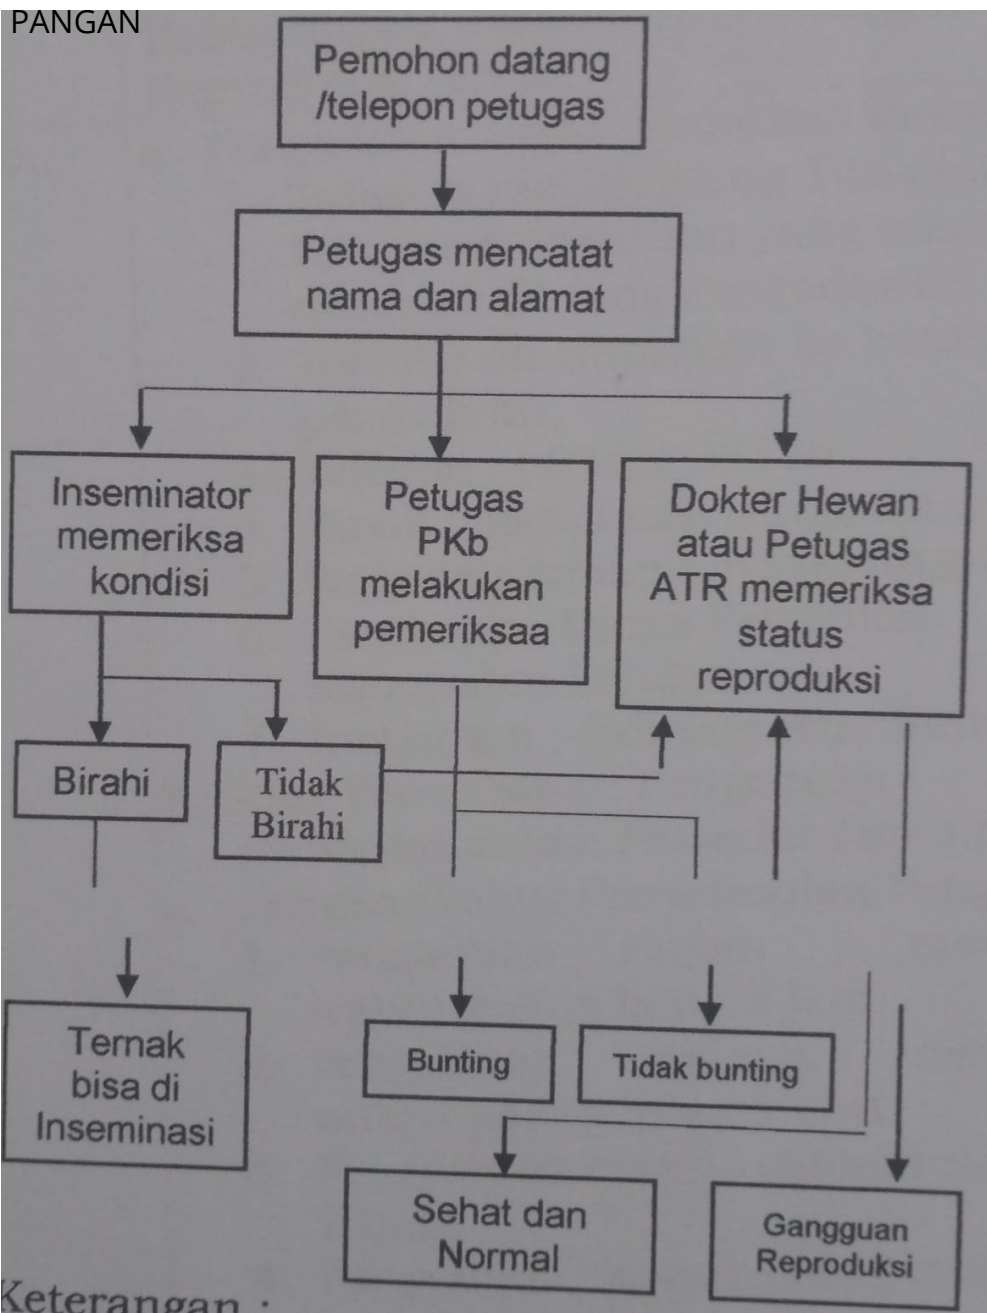 PANGAN
Pemohon datang
/telepon petugas
Petugas mencatat
nama dan alamat
Inseminator
memeriksa
kondisi
Petugas
PKb
melakukan
pemeriksaa
Dokter Hewan
atau Petugas
ATR memeriksa
status
reproduksi
Birahi
Tidak
Birahi
Ternak
bisa di
Inseminasi
Bunting
Tidak bunting
Sehat dan
Normal
Gangguan
Reproduksi
Keterangan :